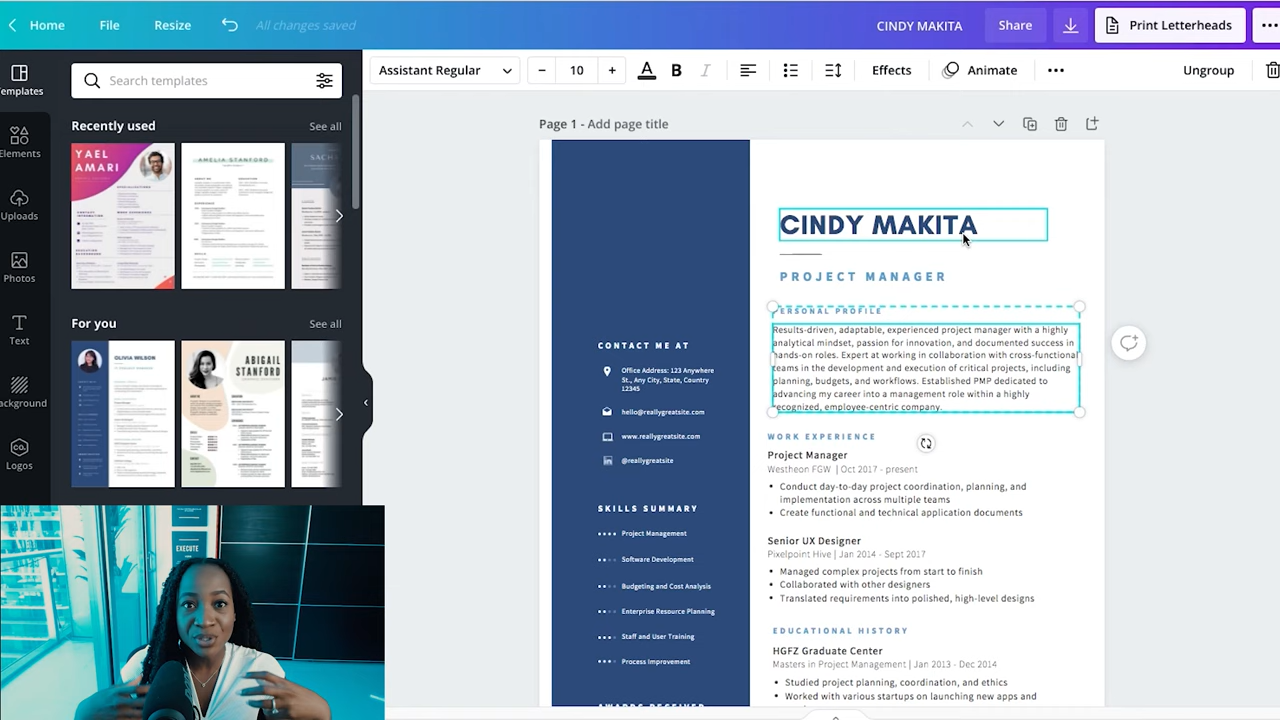 Home
File
Resize
All changes saved
CINDY MAKITA
Share
Print Letterheads
Templates
Elements
Uploads
Photos
Text
ackground
Logos
Search templates
Recently used
See all
YAEL
AMARI
AMELIA STANFORD
SACH
For you
See all
OLIVIA WILSON
ABIGAIL
STANFORD
Assistant Regular
10
A
B
I
Effects
Animate
Ungroup
Page 1 - Add page title
CINDY MAKITA
PROJECT MANAGER
PERSONAL PROFILE
Results-driven, adaptable, experienced project manager with a highly
analytical mindset, passion for innovation, and documented success in
hands-on roles. Expert at working in collaboration with cross-functional
teams in the development and execution of critical projects, including
planning, budgets, and workflows. Established PMP dedicated to
advancing my career into a management role within a highly
recognized, employee-centric company.
CONTACT ME AT
Office Address: 123 Anywhere
St., Any City, State, Country
12345
hello@reallygreatsite.com
www.reallygreatsite.com
@reallygreatsite
SKILLS SUMMARY
Project Management
Software Development
Budgeting and Cost Analysis
Enterprise Resource Planning
Staff and User Training
Process Improvement
AWARDS RECEIVED
WORK EXPERIENCE
Project Manager
Westheon FGW | Oct 2017 - present
• Conduct day-to-day project coordination, planning, and
implementation across multiple teams
• Create functional and technical application documents
Senior UX Designer
Pixelpoint Hive | Jan 2014 - Sept 2017
• Managed complex projects from start to finish
• Collaborated with other designers
• Translated requirements into polished, high-level designs
EDUCATIONAL HISTORY
HGFZ Graduate Center
Masters in Project Management | Jan 2013 - Dec 2014
• Studied project planning, coordination, and ethics
• Worked with various startups on launching new apps and
EXECUTE